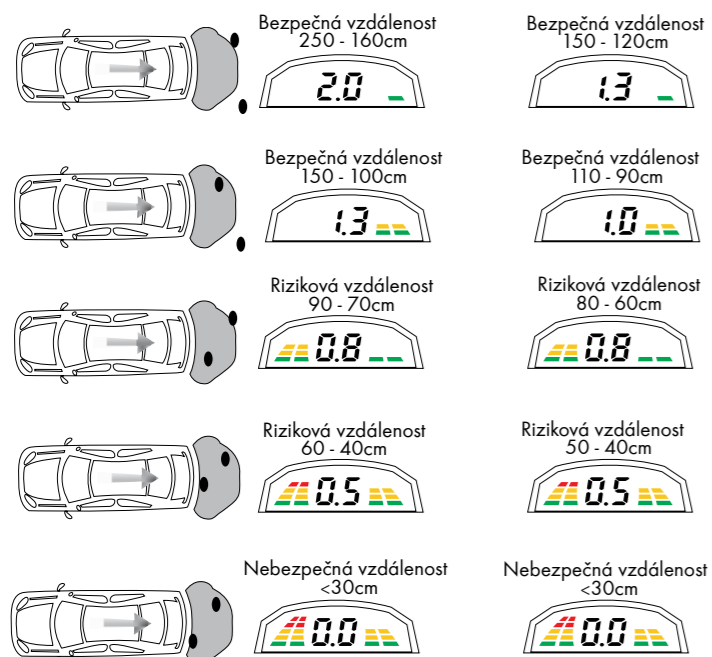 Bezpečná vzdálenost
250 - 160cm
2.0
Bezpečná vzdálenost
150 - 120cm
1.3
Bezpečná vzdálenost
150 - 100cm
1.3
Bezpečná vzdálenost
110 - 90cm
1.0
Riziková vzdálenost
90 - 70cm
0.8
Riziková vzdálenost
80 - 60cm
0.8
Riziková vzdálenost
60 - 40cm
0.5
Riziková vzdálenost
50 - 40cm
0.5
Nebezpečná vzdálenost
<30cm
0.0
Nebezpečná vzdálenost
<30cm
0.0